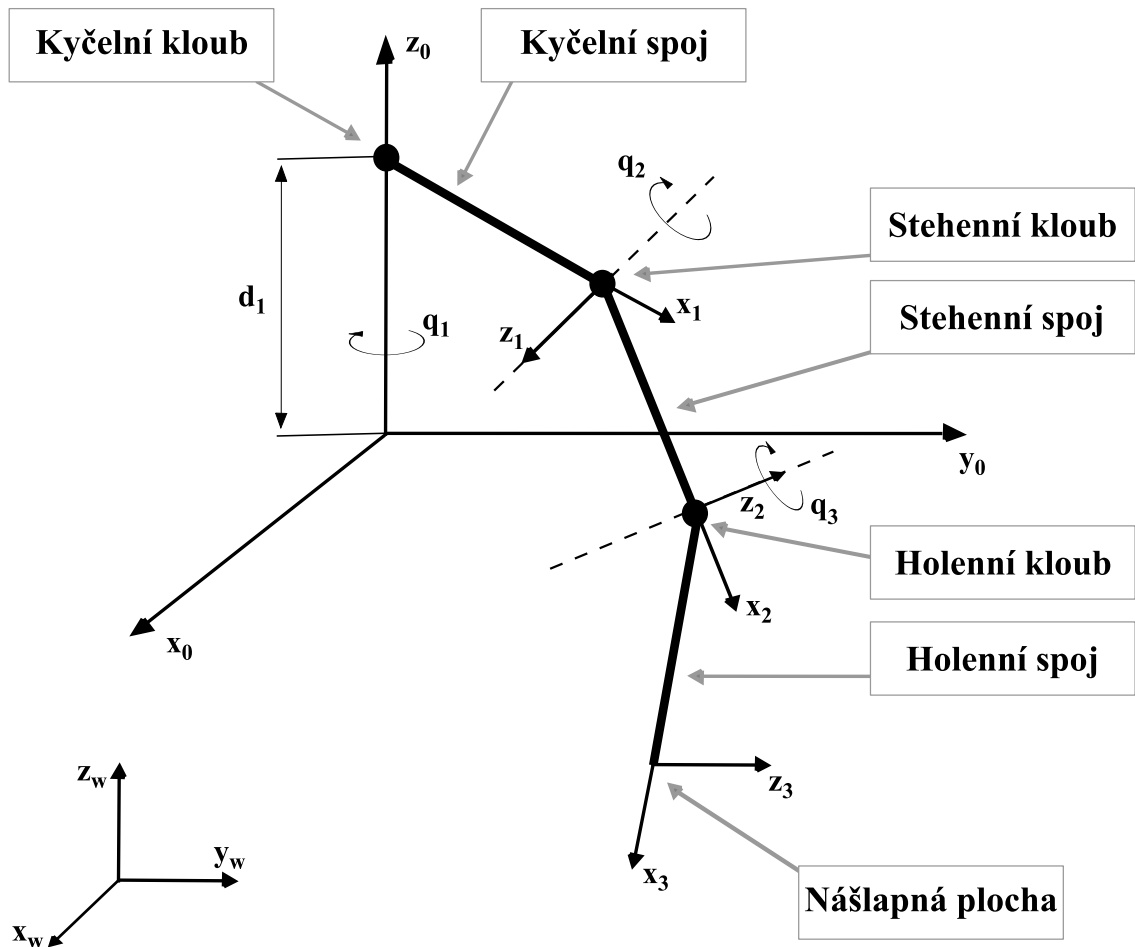 Kyčelní kloub
Kyčelní spoj
z0
q2
Stehenní kloub
d1
q1
z1
x1
Stehenní spoj
y0
z2
q3
Holenní kloub
x2
x0
Holenní spoj
zw
z3
yw
x3
Nášlapná plocha
xw